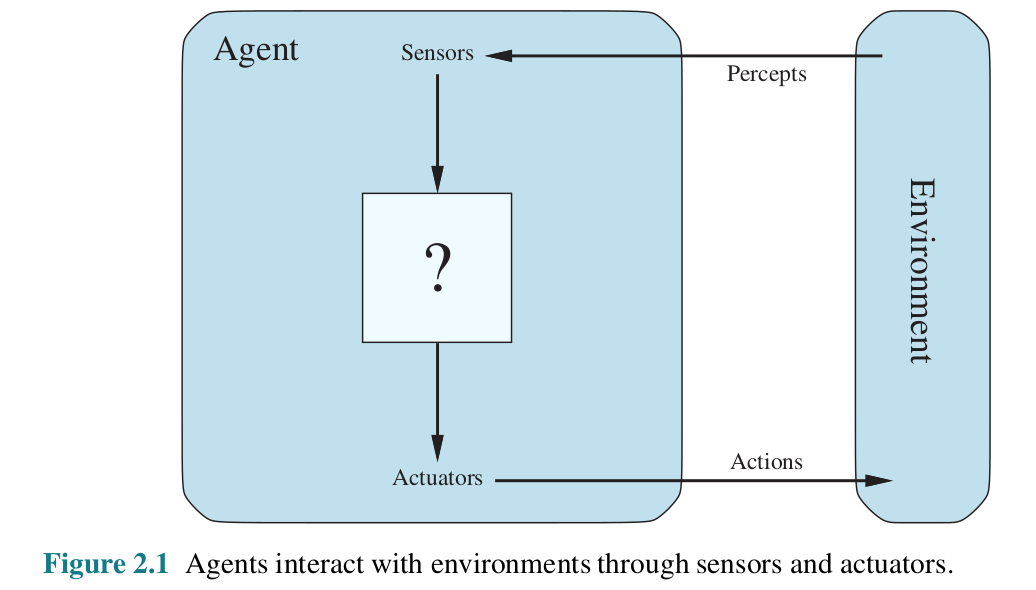 Agent
Sensors
Percepts
?
Environment
Actuators
Actions
Figure 2.1 Agents interact with environments through sensors and actuators.